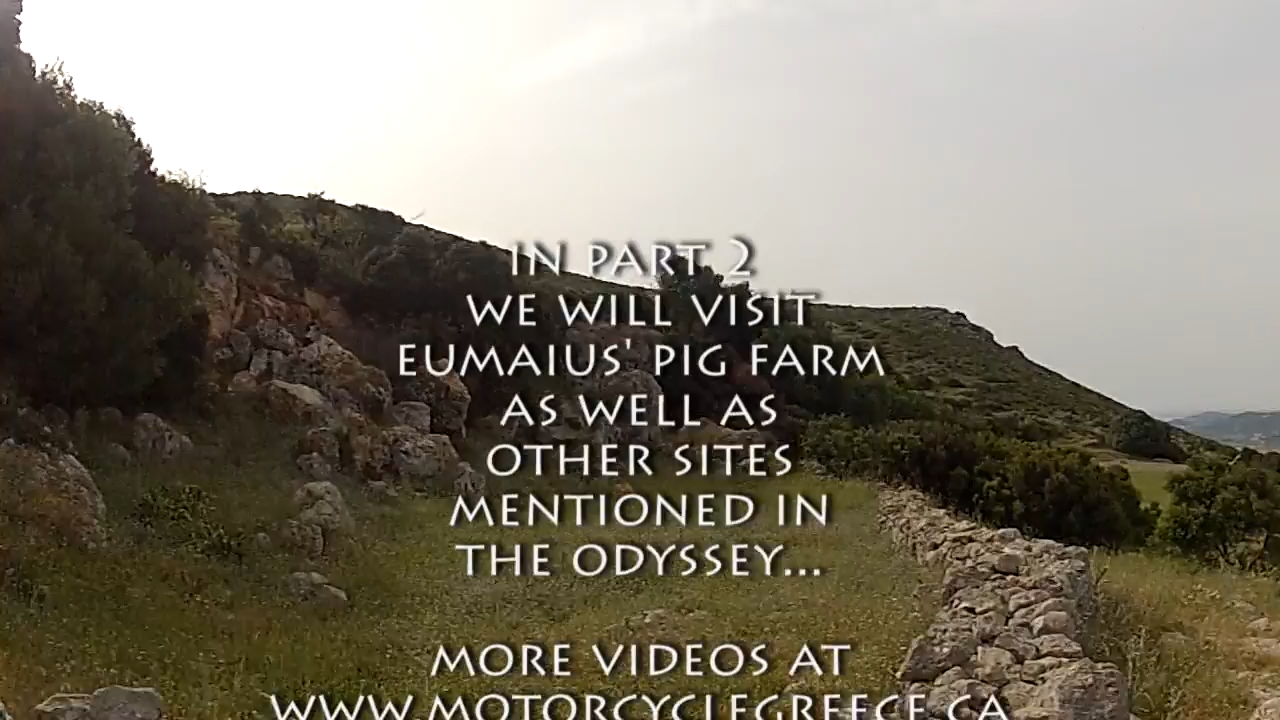 IN PART 2
WE WILL VISIT
EUMAIUS' PIG FARM
AS WELL AS
OTHER SITES
MENTIONED IN
THE ODYSSEY...
MORE VIDEOS AT
WWW.MOTORCYCLEGREECE.CA